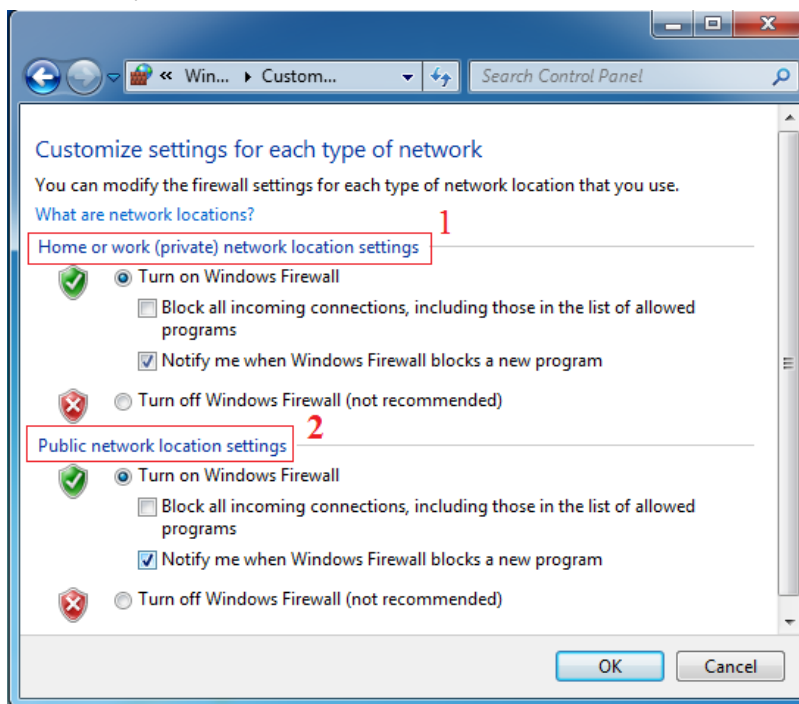 « Win... ▸ Custom...
Search Control Panel
Customize settings for each type of network
You can modify the firewall settings for each type of network location that you use.
What are network locations?
1
Home or work (private) network location settings
Turn on Windows Firewall
Block all incoming connections, including those in the list of allowed
programs
Notify me when Windows Firewall blocks a new program
Turn off Windows Firewall (not recommended)
2
Public network location settings
Turn on Windows Firewall
Block all incoming connections, including those in the list of allowed
programs
Notify me when Windows Firewall blocks a new program
Turn off Windows Firewall (not recommended)
OK
Cancel